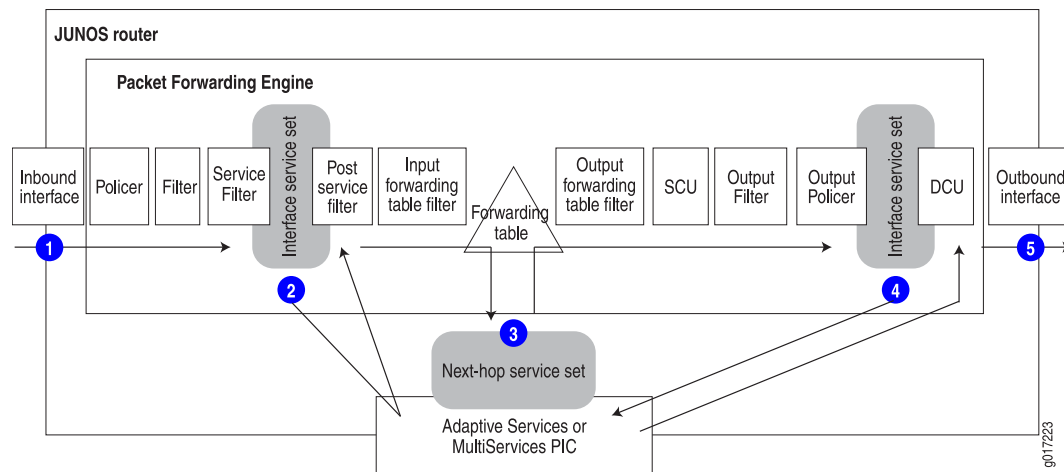 JUNOS router
Packet Forwarding Engine
Inbound
interface
Policer
Filter
Service
Filter
Interface service set
Post
service
filter
Input
forwarding
table filter
Forwarding
table
Output
forwarding
table filter
SCU
Output
Filter
Output
Policer
Interface service set
DCU
Outbound
interface
1
2
3
4
5
Next-hop service set
Adaptive Services or
MultiServices PIC
g017223